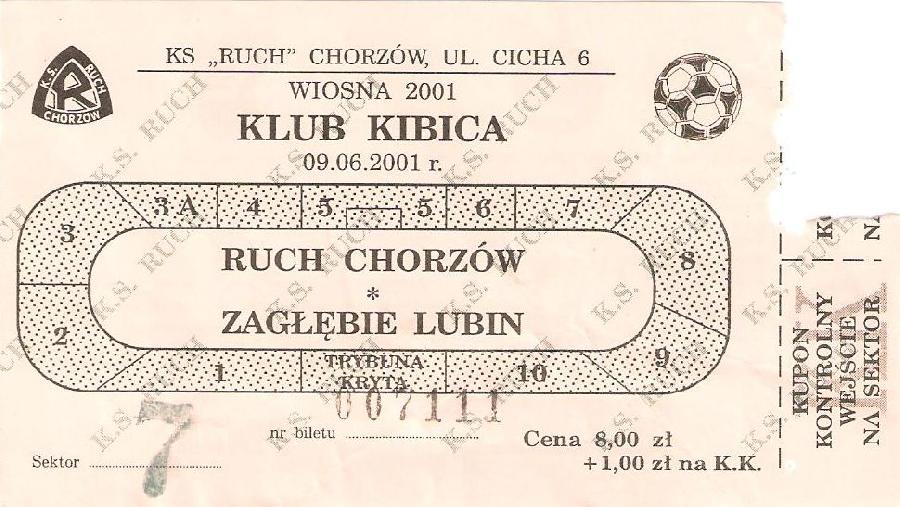 K.S. RUCH CHORZÓW
R
KS „RUCH” CHORZÓW, UL. CICHA 6
WIOSNA 2001
KLUB KIBICA
09.06.2001 r.
3 3A 4 5 5 6 7 8
RUCH CHORZÓW
*
ZAGŁĘBIE LUBIN
2 1 TRYBUNA KRYTA 10 9
007111
nr biletu
Sektor 7
Cena 8,00 zł
+1,00 zł na K.K.
KUPON
KONTROLNY
WEJŚCIE
NA SEKTOR
K.S. RUCH